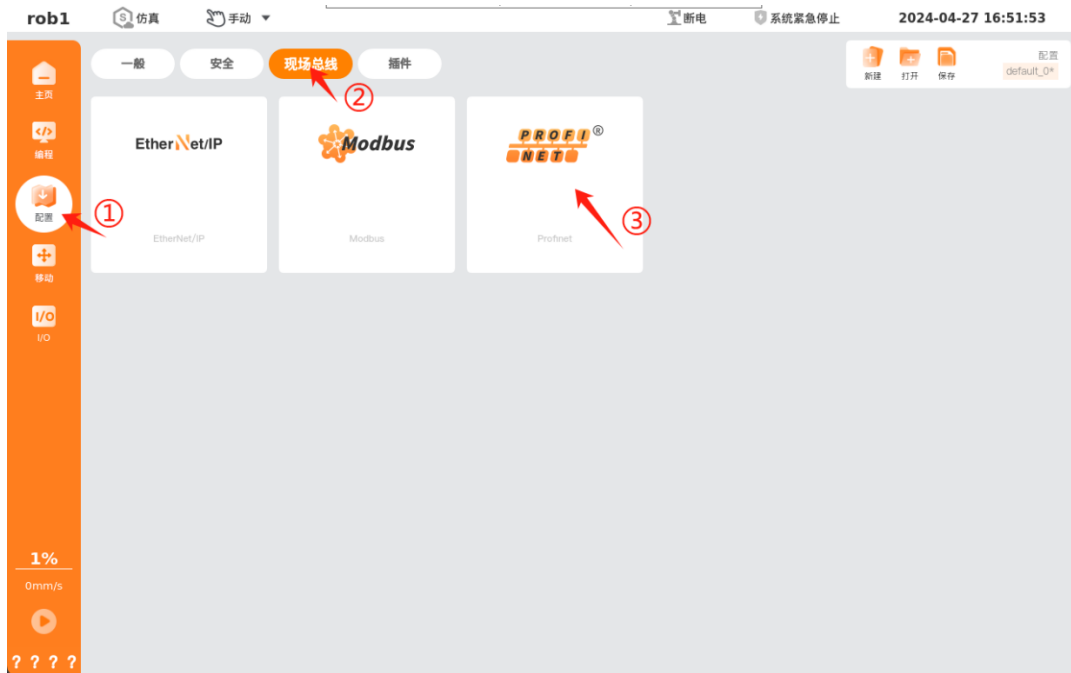 rob1 仿真 手动 断电 系统紧急停止 2024-04-27 16:51:53
一般 安全 现场总线 插件
新建 打开 保存
配置
default_0*
主页
编程
配置
移动
I/O
I/O
①
②
③
EtherNet/IP
EtherNet/IP
Modbus
Modbus
PROFI®
NET
Profinet
1%
0mm/s
? ? ? ?